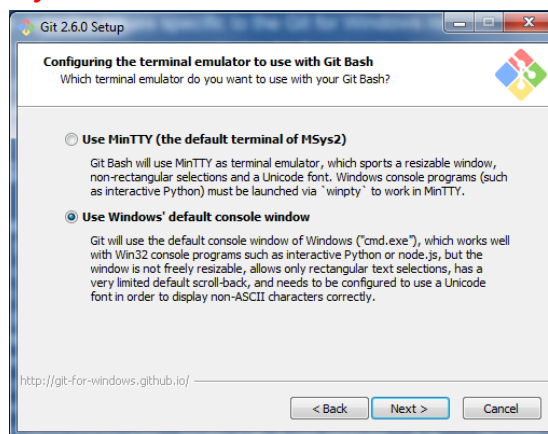 Git 2.6.0 Setup
Configuring the terminal emulator to use with Git Bash
Which terminal emulator do you want to use with your Git Bash?
Use MinTTY (the default terminal of MSys2)
Git Bash will use MinTTY as terminal emulator, which sports a resizable window,
non-rectangular selections and a Unicode font. Windows console programs (such
as interactive Python) must be launched via `winpty` to work in MinTTY.
Use Windows' default console window
Git will use the default console window of Windows ("cmd.exe"), which works well
with Win32 console programs such as interactive Python or node.js, but the
window is not freely resizable, allows only rectangular text selections, has a
very limited default scroll-back, and needs to be configured to use a Unicode
font in order to display non-ASCII characters correctly.
http://git-for-windows.github.io/
< Back
Next >
Cancel